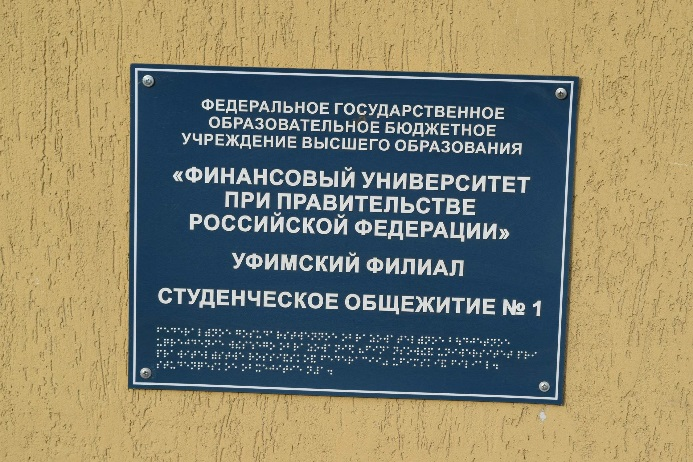 ФЕДЕРАЛЬНОЕ ГОСУДАРСТВЕННОЕ
ОБРАЗОВАТЕЛЬНОЕ БЮДЖЕТНОЕ
УЧРЕЖДЕНИЕ ВЫСШЕГО ОБРАЗОВАНИЯ
«ФИНАНСОВЫЙ УНИВЕРСИТЕТ
ПРИ ПРАВИТЕЛЬСТВЕ
РОССИЙСКОЙ ФЕДЕРАЦИИ»
УФИМСКИЙ ФИЛИАЛ
СТУДЕНЧЕСКОЕ ОБЩЕЖИТИЕ № 1